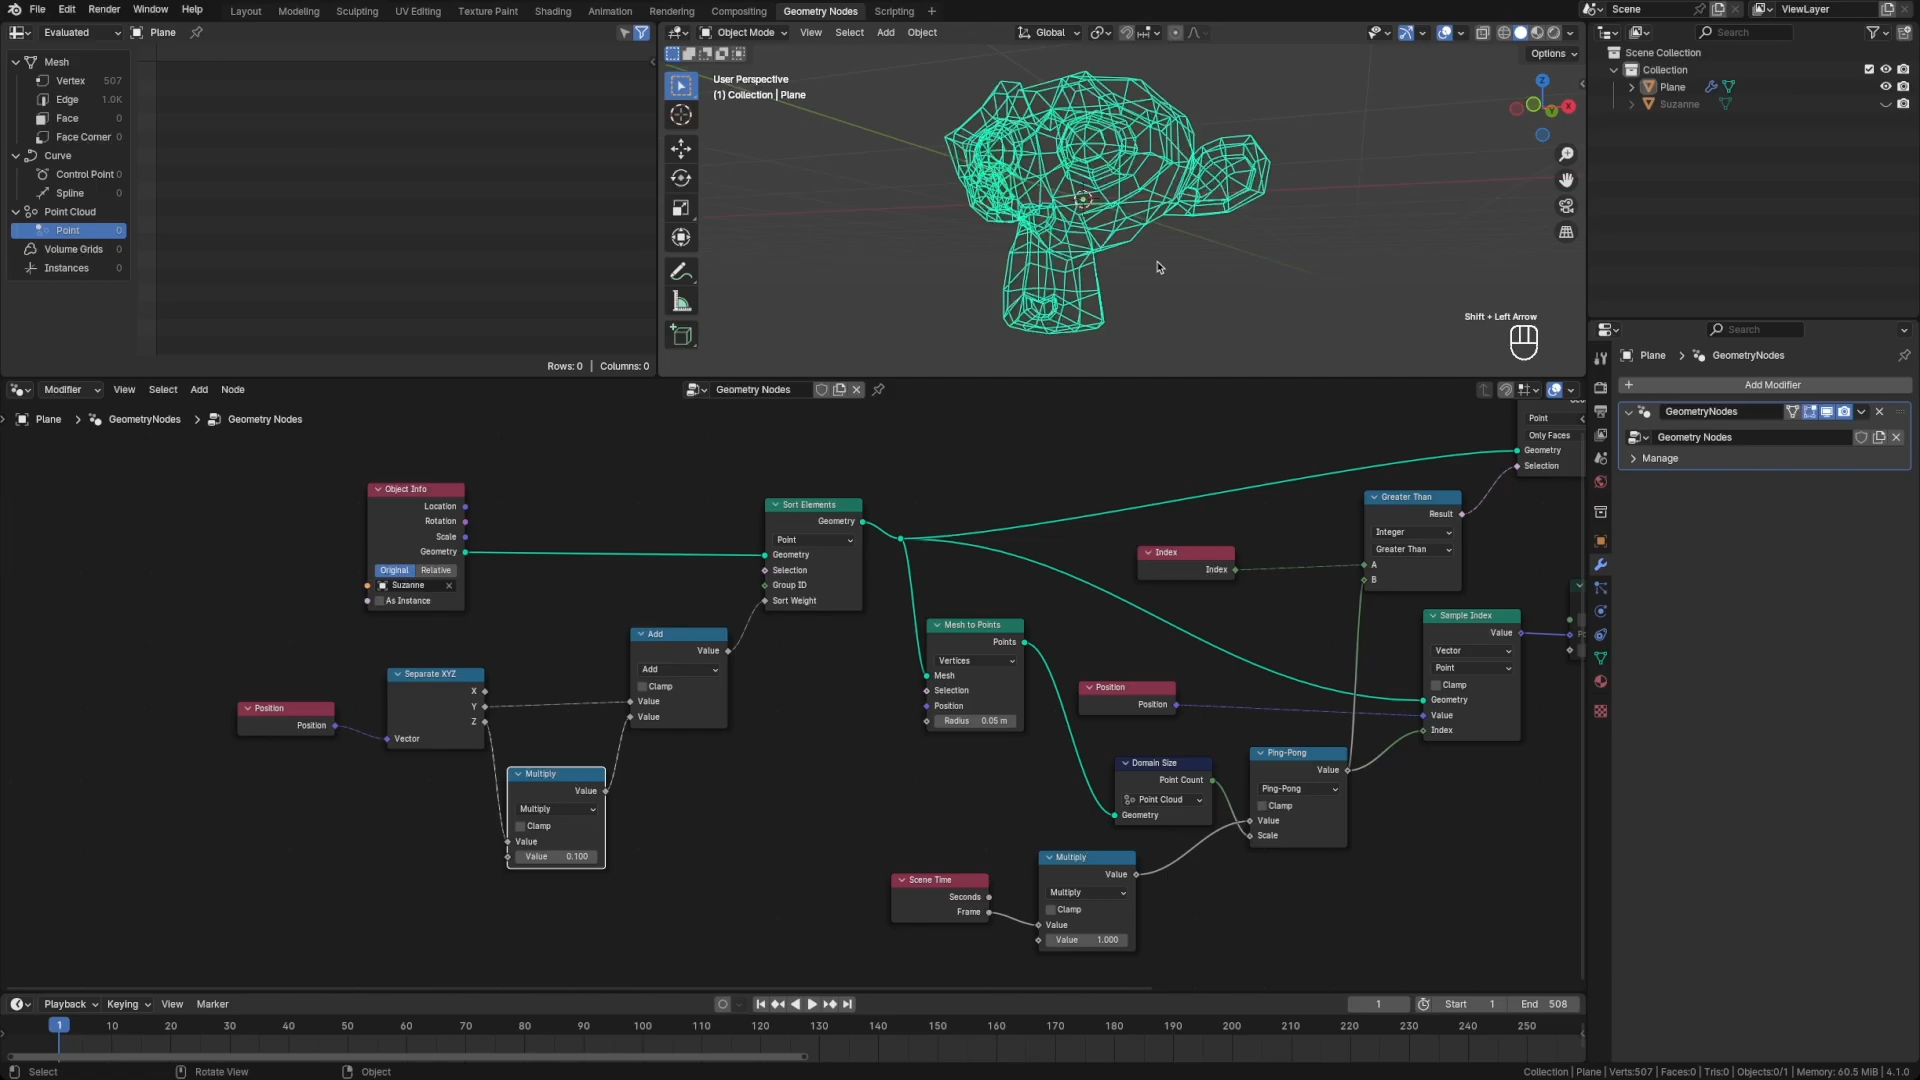 File Edit Render Window Help
Layout Modeling Sculpting UV Editing Texture Paint Shading Animation Rendering Compositing Geometry Nodes Scripting +
Scene
ViewLayer
Evaluated
Plane
Object Mode View Select Add Object
Global
Options
Search
Mesh
Vertex 507
Edge 1.0K
Face 0
Face Corner 0
Curve
Control Point 0
Spline 0
Point Cloud
Point 0
Volume Grids 0
Instances 0
Rows: 0 | Columns: 0
User Perspective
(1) Collection | Plane
Z
X
Y
Shift + Left Arrow
Scene Collection
Collection
Plane
Suzanne
Search
Plane > GeometryNodes
+ Add Modifier
GeometryNodes
Geometry Nodes
Manage
Modifier View Select Add Node
Geometry Nodes
Plane > GeometryNodes > Geometry Nodes
Object Info
Location
Rotation
Scale
Geometry
Original Relative
Suzanne
As Instance
Position
Position
Separate XYZ
X
Y
Z
Vector
Multiply
Value
Multiply
Clamp
Value
Value 0.100
Add
Value
Add
Clamp
Value
Value
Sort Elements
Geometry
Point
Geometry
Selection
Group ID
Sort Weight
Mesh to Points
Points
Vertices
Mesh
Selection
Position
Radius 0.05 m
Scene Time
Seconds
Frame
Multiply
Value
Multiply
Clamp
Value
Value 1.000
Position
Position
Domain Size
Point Count
Point Cloud
Geometry
Index
Index
Ping-Pong
Value
Ping-Pong
Clamp
Value
Scale
Greater Than
Result
Integer
Greater Than
A
B
Sample Index
Value
Vector
Point
Clamp
Geometry
Value
Index
Point
Only Faces
Geometry
Selection
Playback Keying View Marker
1
Start 1
End 508
1 10 20 30 40 50 60 70 80 90 100 110 120 130 140 150 160 170 180 190 200 210 220 230 240 250
Select
Rotate View
Object
Collection | Plane | Verts:507 | Faces:0 | Tris:0 | Objects:0/1 | Memory: 60.5 MiB | 4.1.0